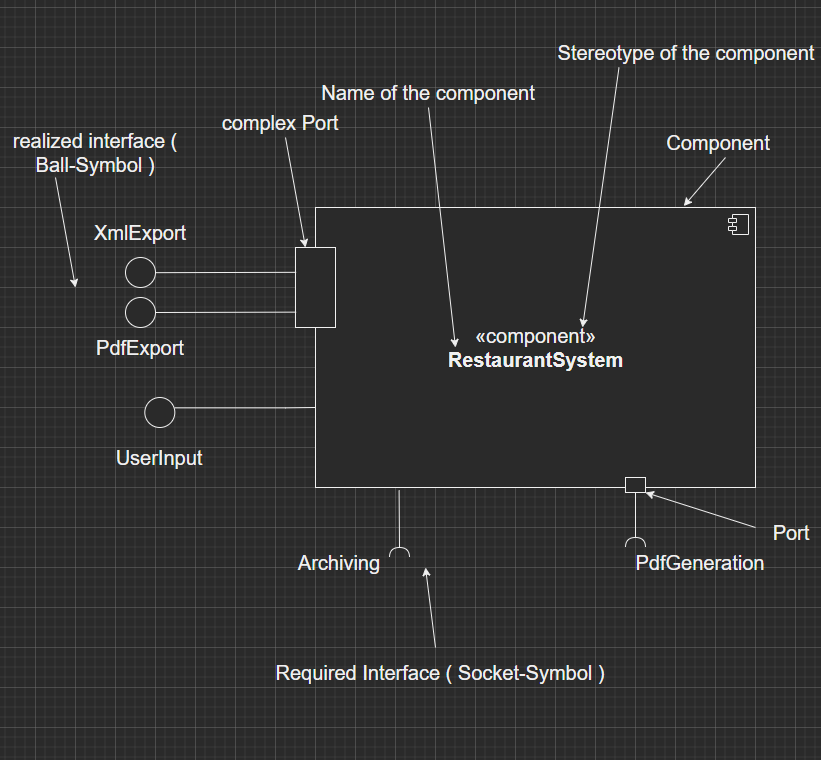 Stereotype of the component
Name of the component
complex Port
realized interface (
Ball-Symbol )
Component
XmlExport
PdfExport
«component»
RestaurantSystem
UserInput
Archiving
Port
PdfGeneration
Required Interface ( Socket-Symbol )